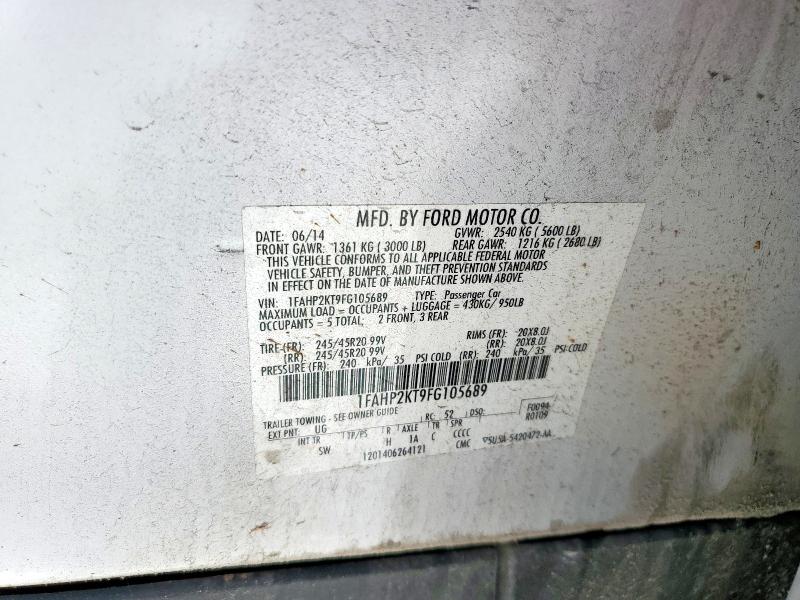 MFD. BY FORD MOTOR CO.
DATE: 06/14 GVWR: 2540 KG ( 5600 LB)
FRONT GAWR: 1361 KG ( 3000 LB) REAR GAWR: 1216 KG ( 2680 LB)
THIS VEHICLE CONFORMS TO ALL APPLICABLE FEDERAL MOTOR
VEHICLE SAFETY, BUMPER, AND THEFT PREVENTION STANDARDS
IN EFFECT ON THE DATE OF MANUFACTURE SHOWN ABOVE.
VIN: 1FAHP2KT9FG105689 TYPE: Passenger Car
MAXIMUM LOAD = OCCUPANTS + LUGGAGE = 430KG/ 950LB
OCCUPANTS = 5 TOTAL; 2 FRONT, 3 REAR
TIRE (FR): 245/45R20 99V RIMS (FR): 20X8.0J
(RR): 245/45R20 99V (RR): 20X8.0J
PRESSURE (FR): 240 kPa/ 35 PSI COLD (RR): 240 kPa/ 35 PSI COLD
1FAHP2KT9FG105689
TRAILER TOWING - SEE OWNER GUIDE RC: 52 DSO: F0094
EXT PNT: UG R0109
INT TR TP/PS R AXLE TR SPR
SW H 1A C CCCC
1201406264121 CMC